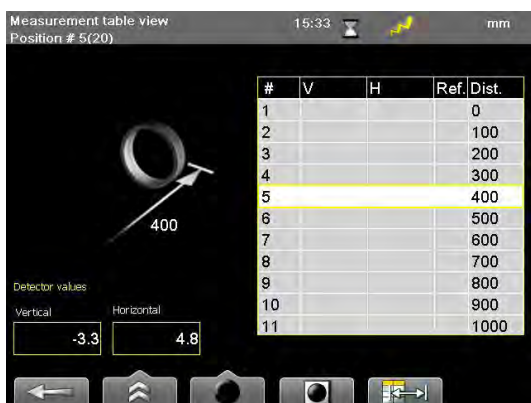 Measurement table view 15:33 mm
Position # 5(20)
# V H Ref. Dist.
1 0
2 100
3 200
4 300
5 400
6 500
7 600
8 700
9 800
10 900
11 1000
400
Detector values
Vertical Horizontal
-3.3 4.8